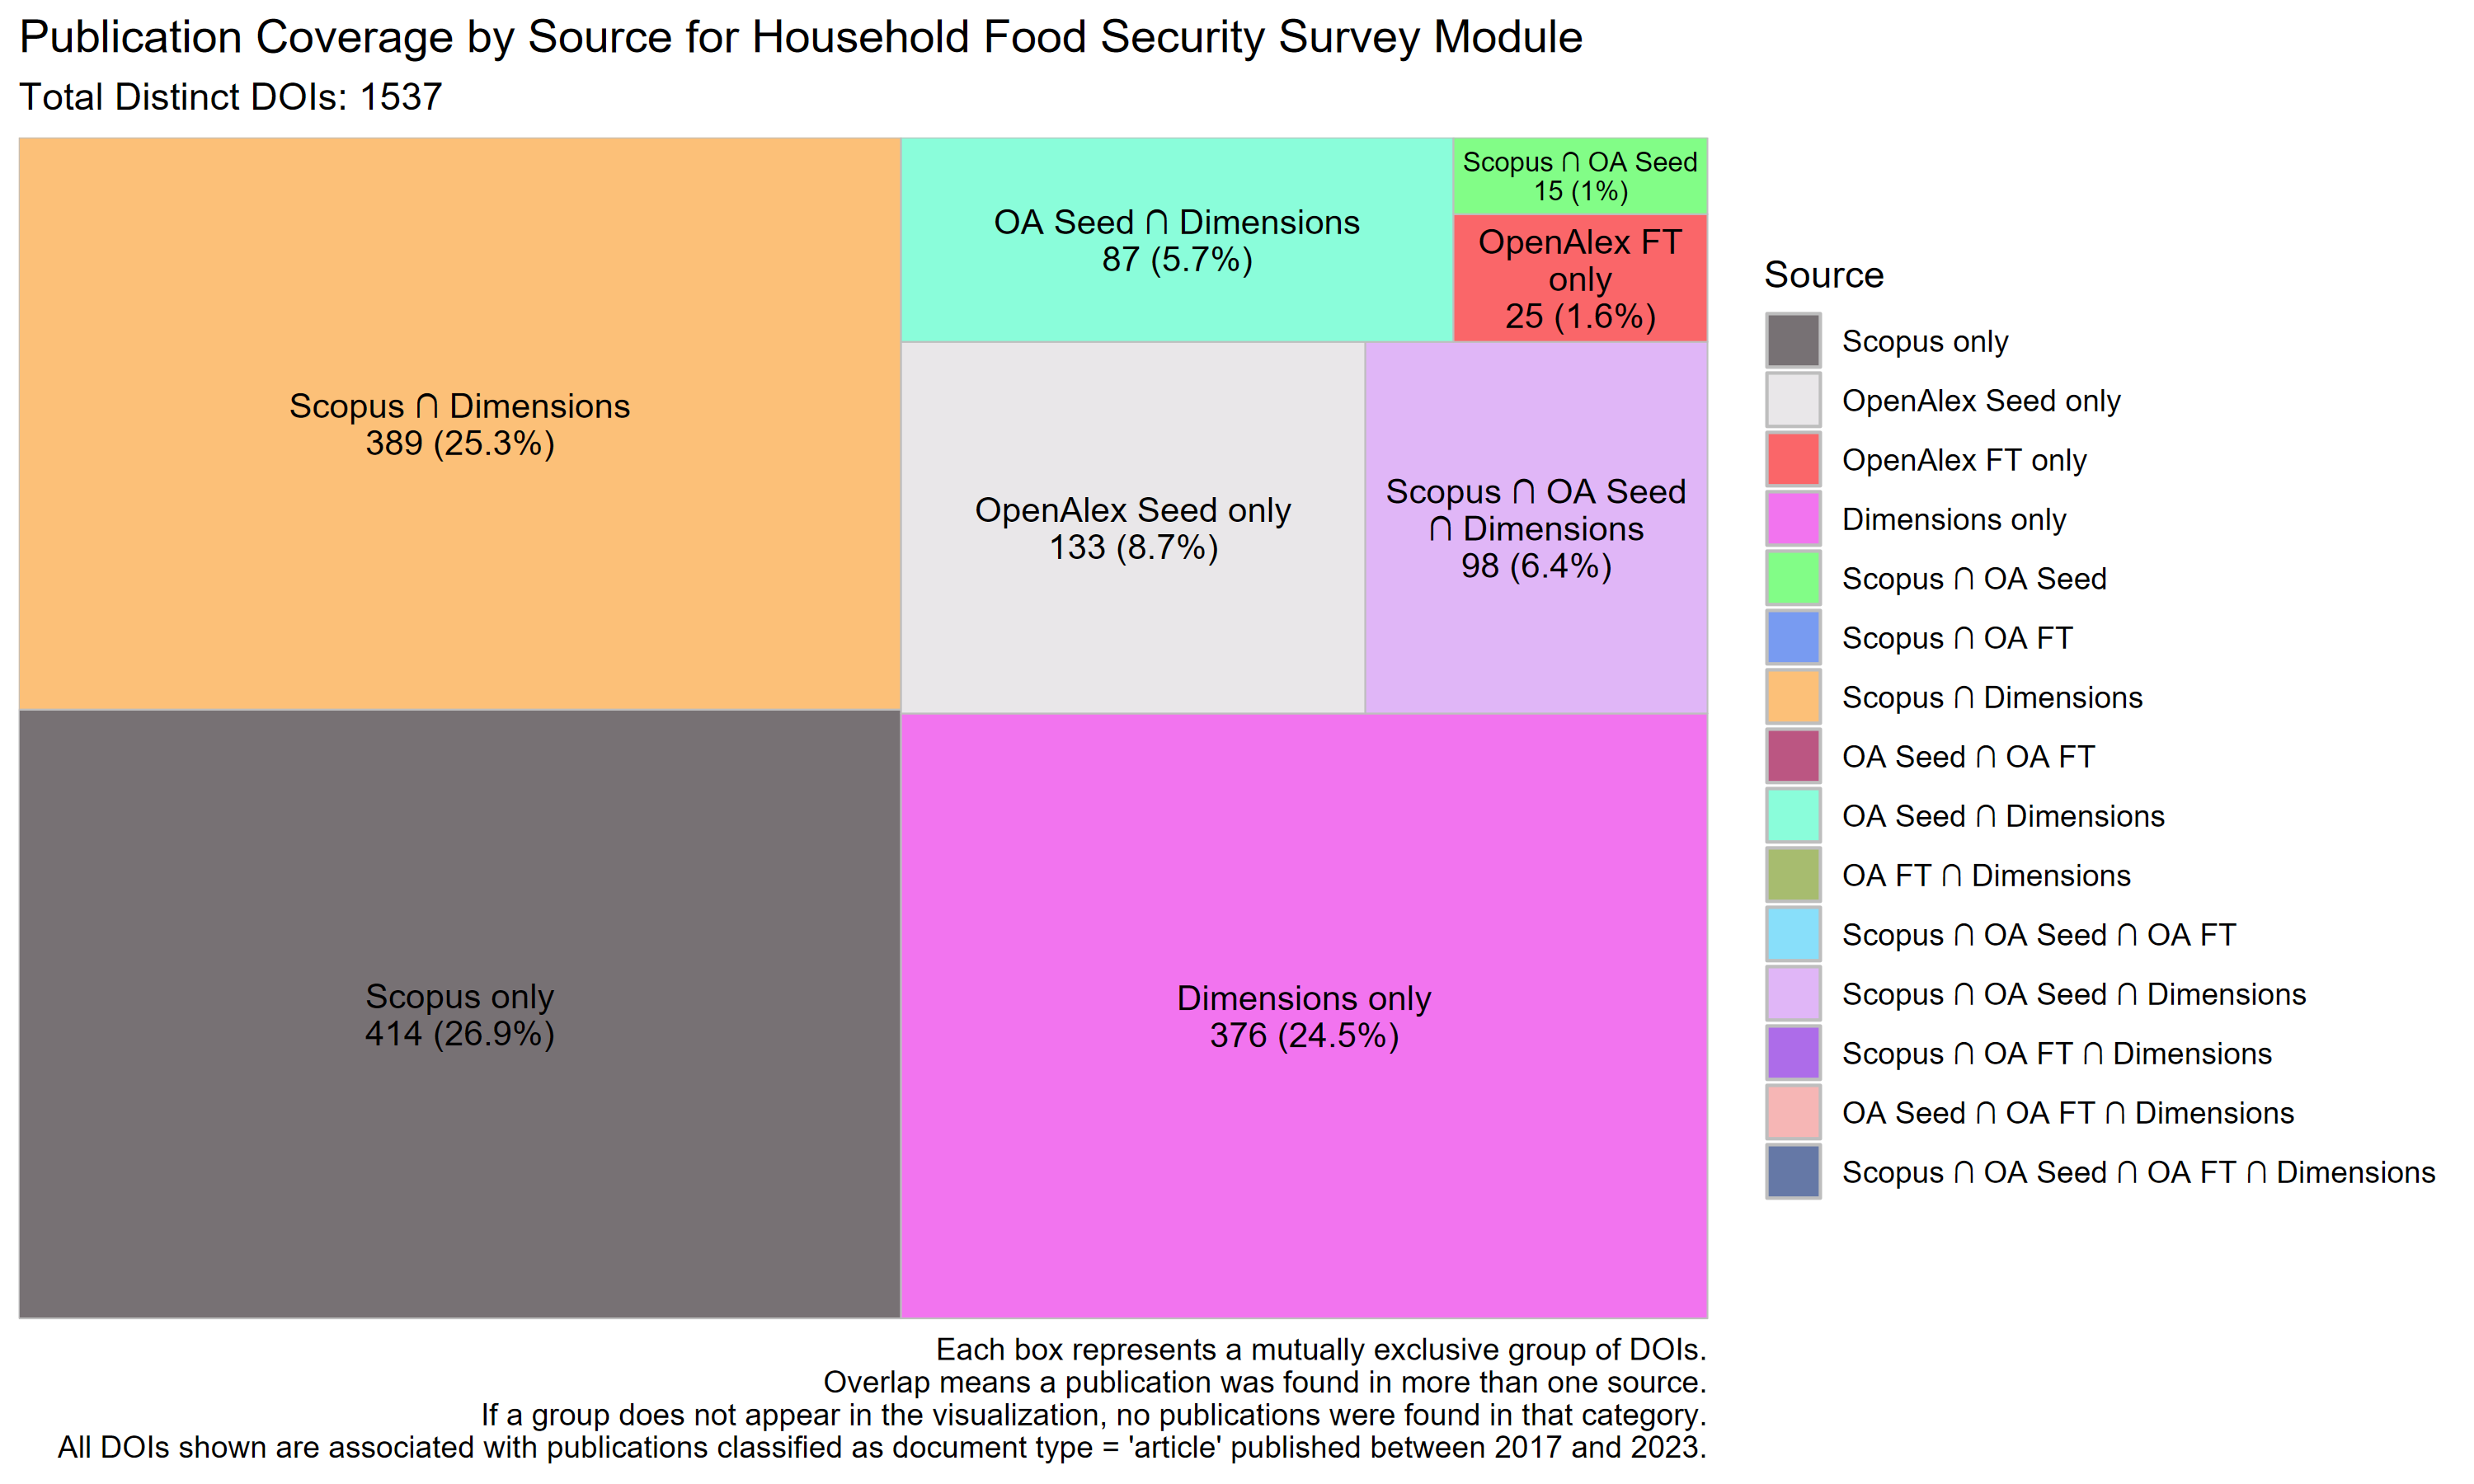 Publication Coverage by Source for Household Food Security Survey Module
Total Distinct DOIs: 1537
Scopus ∩ Dimensions
389 (25.3%)
OA Seed ∩ Dimensions
87 (5.7%)
Scopus ∩ OA Seed
15 (1%)
OpenAlex FT
only
25 (1.6%)
OpenAlex Seed only
133 (8.7%)
Scopus ∩ OA Seed
∩ Dimensions
98 (6.4%)
Scopus only
414 (26.9%)
Dimensions only
376 (24.5%)
Source
Scopus only
OpenAlex Seed only
OpenAlex FT only
Dimensions only
Scopus ∩ OA Seed
Scopus ∩ OA FT
Scopus ∩ Dimensions
OA Seed ∩ OA FT
OA Seed ∩ Dimensions
OA FT ∩ Dimensions
Scopus ∩ OA Seed ∩ OA FT
Scopus ∩ OA Seed ∩ Dimensions
Scopus ∩ OA FT ∩ Dimensions
OA Seed ∩ OA FT ∩ Dimensions
Scopus ∩ OA Seed ∩ OA FT ∩ Dimensions
Each box represents a mutually exclusive group of DOIs.
Overlap means a publication was found in more than one source.
If a group does not appear in the visualization, no publications were found in that category.
All DOIs shown are associated with publications classified as document type = 'article' published between 2017 and 2023.